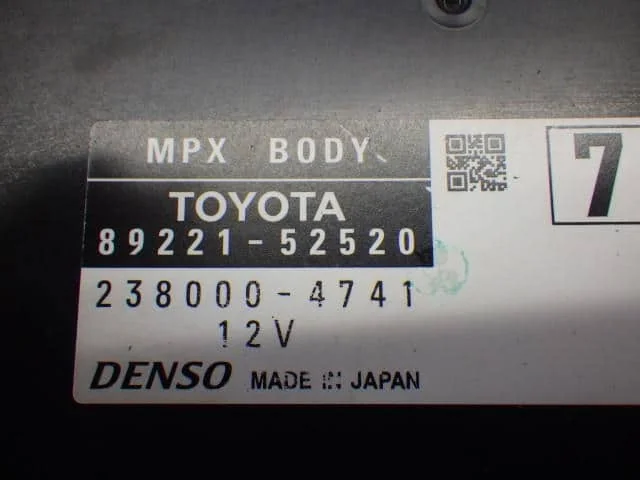 MPX BODY
TOYOTA
89221-52520
238000-4741
12V
DENSO MADE IN JAPAN
7